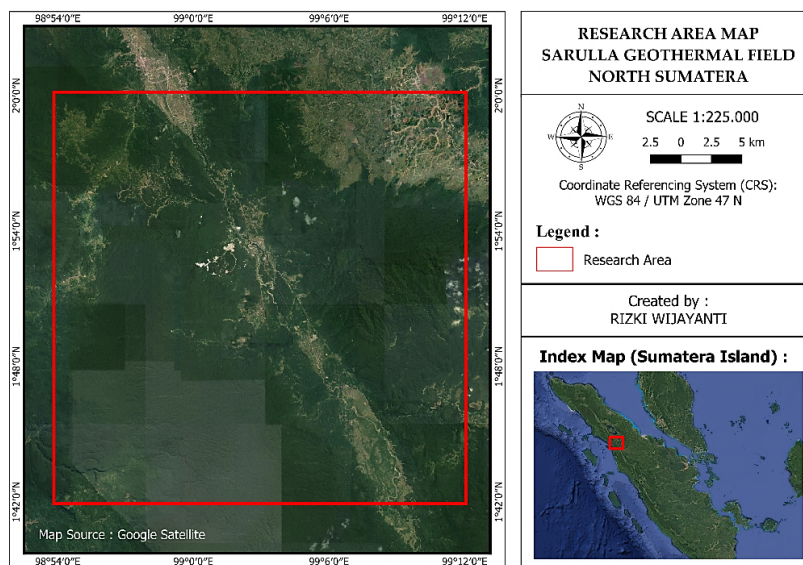 98°54'0"E 99°0'0"E 99°6'0"E 99°12'0"E
2°0'0"N
1°54'0"N
1°48'0"N
1°42'0"N
2°0'0"N
1°54'0"N
1°48'0"N
1°42'0"N
Map Source : Google Satellite
98°54'0"E 99°0'0"E 99°6'0"E 99°12'0"E
RESEARCH AREA MAP
SARULLA GEOTHERMAL FIELD
NORTH SUMATERA
N
W E
S
SCALE 1:225.000
2.5 0 2.5 5 km
Coordinate Referencing System (CRS):
WGS 84 / UTM Zone 47 N
Legend :
Research Area
Created by :
RIZKI WIJAYANTI
Index Map (Sumatera Island) :